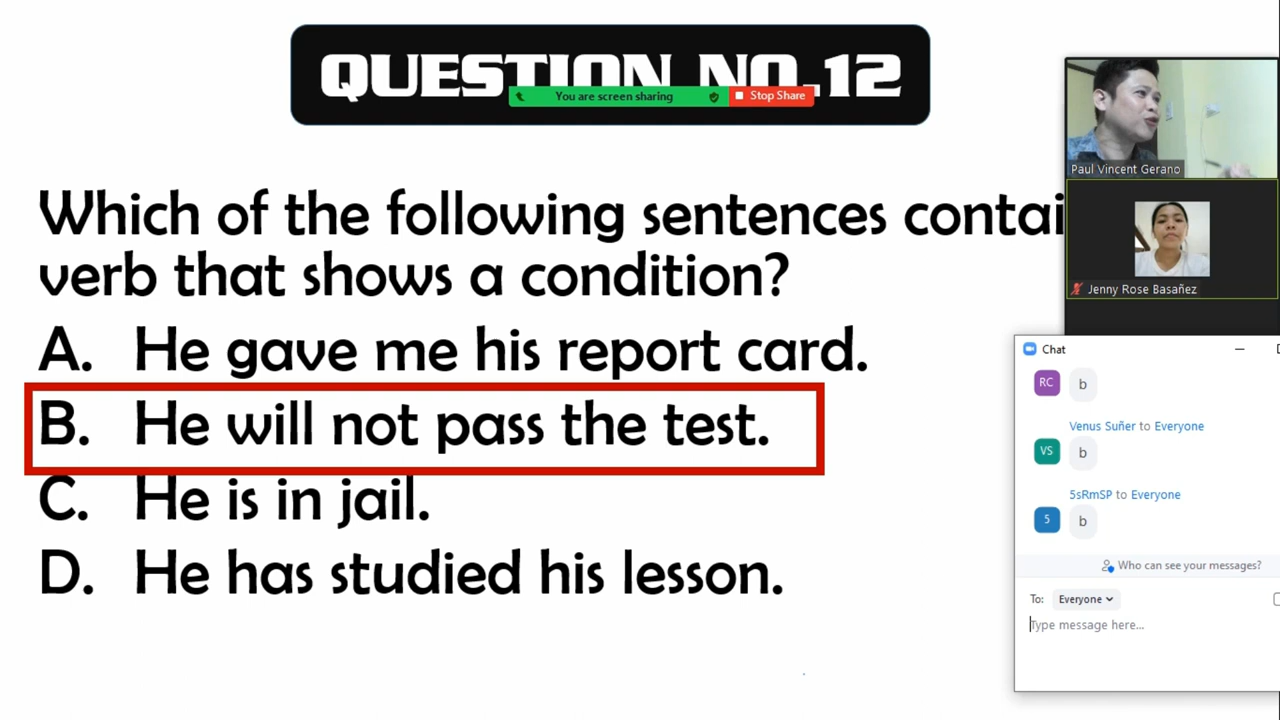 QUESTION NO.12
You are screen sharing
Stop Share
Which of the following sentences contai
verb that shows a condition?
A. He gave me his report card.
B. He will not pass the test.
C. He is in jail.
D. He has studied his lesson.
Paul Vincent Gerano
Jenny Rose Basañez
Chat
RC b
Venus Suñer to Everyone
VS b
5sRmSP to Everyone
5 b
Who can see your messages?
To: Everyone
Type message here...